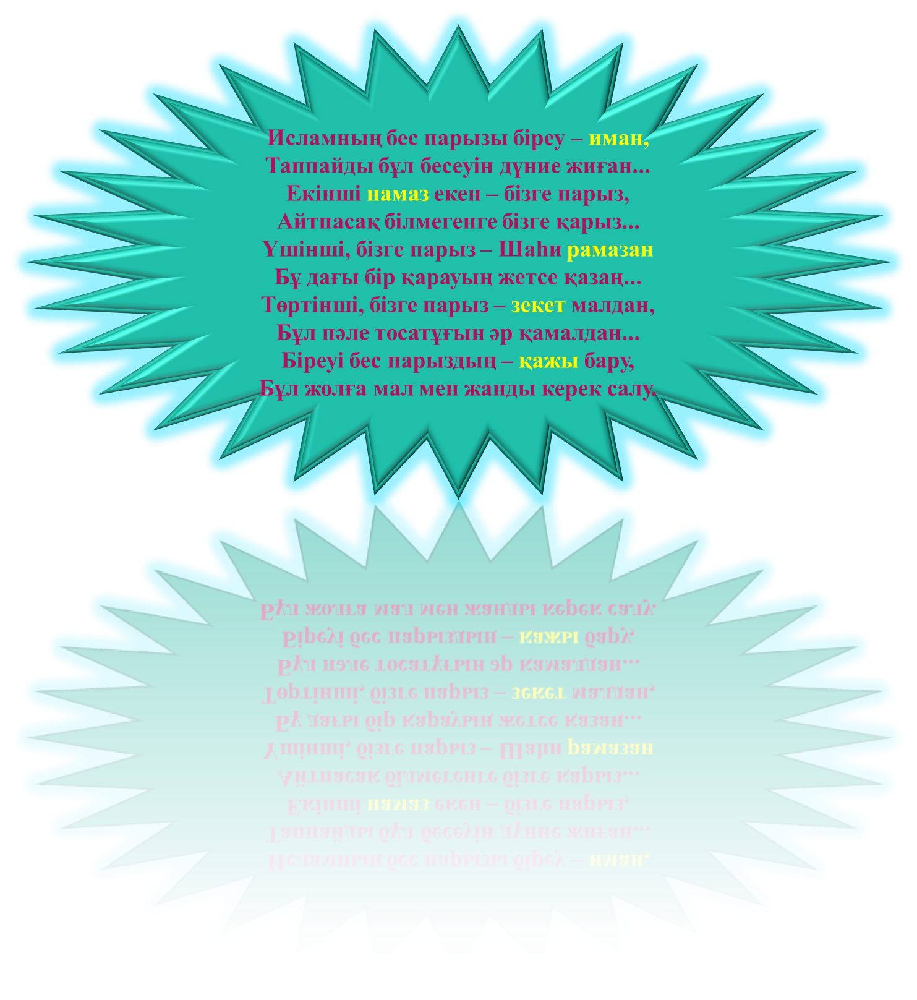 Исламның бес парызы біреу – иман,
Таппайды бұл бесеуін дүние жиған...
Екінші намаз екен – бізге парыз,
Айтпасақ білмегенге бізге қарыз...
Үшінші, бізге парыз – Шаһи рамазан
Бұ дағы бір қарауың жетсе қазаң...
Төртінші, бізге парыз – зекет малдан,
Бұл пәле тосатұғын әр қамалдан...
Біреуі бес парыздың – қажы бару,
Бұл жолға мал мен жанды керек салу.